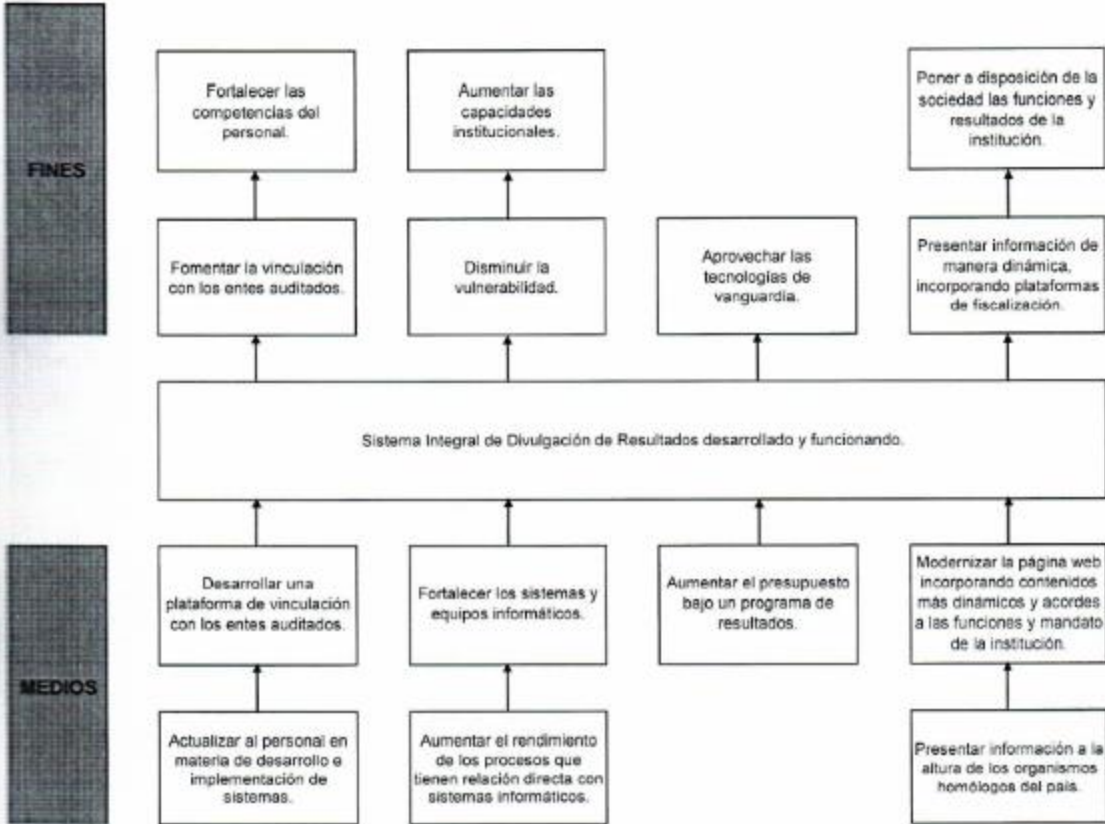 FINES
Fortalecer las
competencias del
personal.
Aumentar las
capacidades
institucionales.
Poner a disposición de la
sociedad las funciones y
resultados de la
institución.
Fomentar la vinculación
con los entes auditados.
Disminuir la
vulnerabilidad.
Aprovechar las
tecnologías de
vanguardia.
Presentar información de
manera dinámica,
incorporando plataformas
de fiscalización.
Sistema Integral de Divulgación de Resultados desarrollado y funcionando.
MEDIOS
Desarrollar una
plataforma de vinculación
con los entes auditados.
Fortalecer los sistemas y
equipos informáticos.
Aumentar el presupuesto
bajo un programa de
resultados.
Modernizar la página web
incorporando contenidos
más dinámicos y acordes
a las funciones y mandato
de la institución.
Actualizar al personal en
materia de desarrollo e
implementación de
sistemas.
Aumentar el rendimiento
de los procesos que
tienen relación directa con
sistemas informáticos.
Presentar información a la
altura de los organismos
homólogos del país.